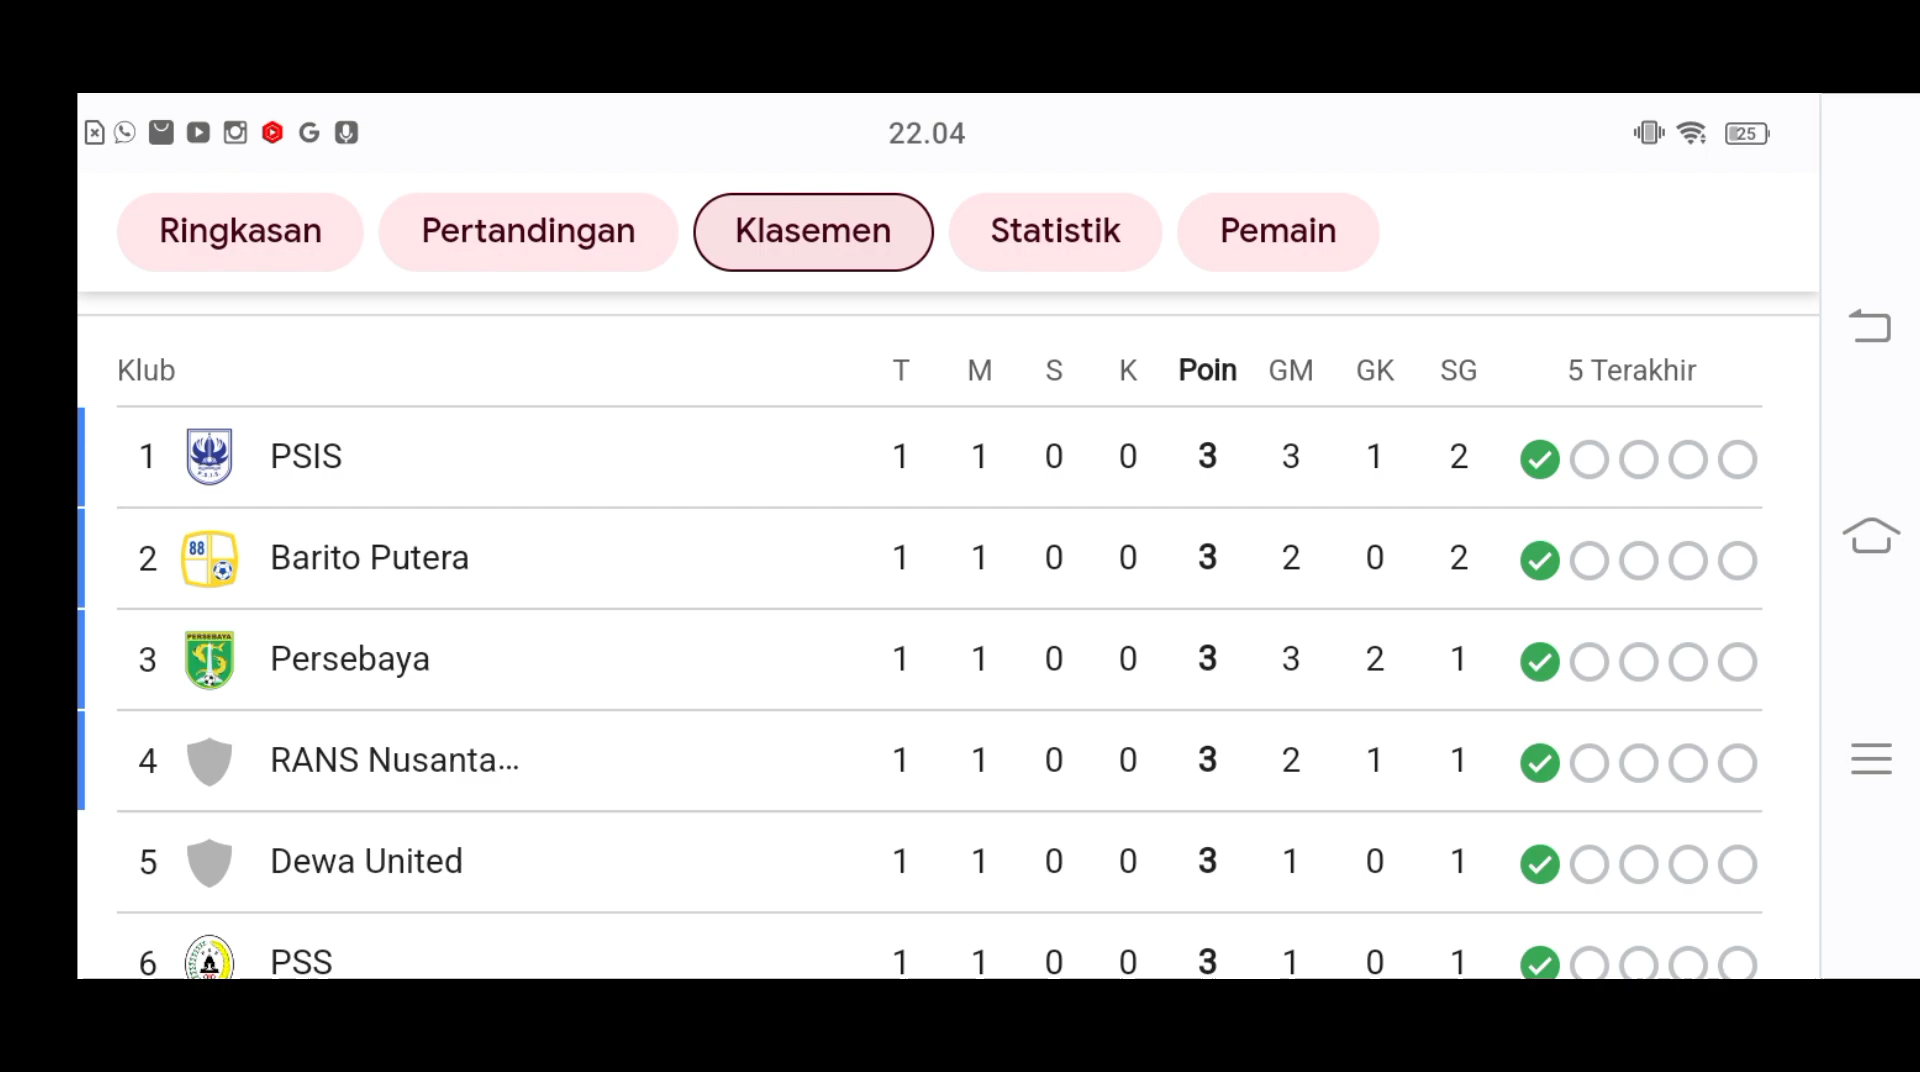 22.04
25
Ringkasan Pertandingan Klasemen Statistik Pemain
Klub T M S K Poin GM GK SG 5 Terakhir
1 P.S.I.S. PSIS 1 1 0 0 3 3 1 2
2 88 Barito Putera 1 1 0 0 3 2 0 2
3 PERSEBAYA Persebaya 1 1 0 0 3 3 2 1
4 RANS Nusanta... 1 1 0 0 3 2 1 1
5 Dewa United 1 1 0 0 3 1 0 1
6 PSS 1 1 0 0 3 1 0 1